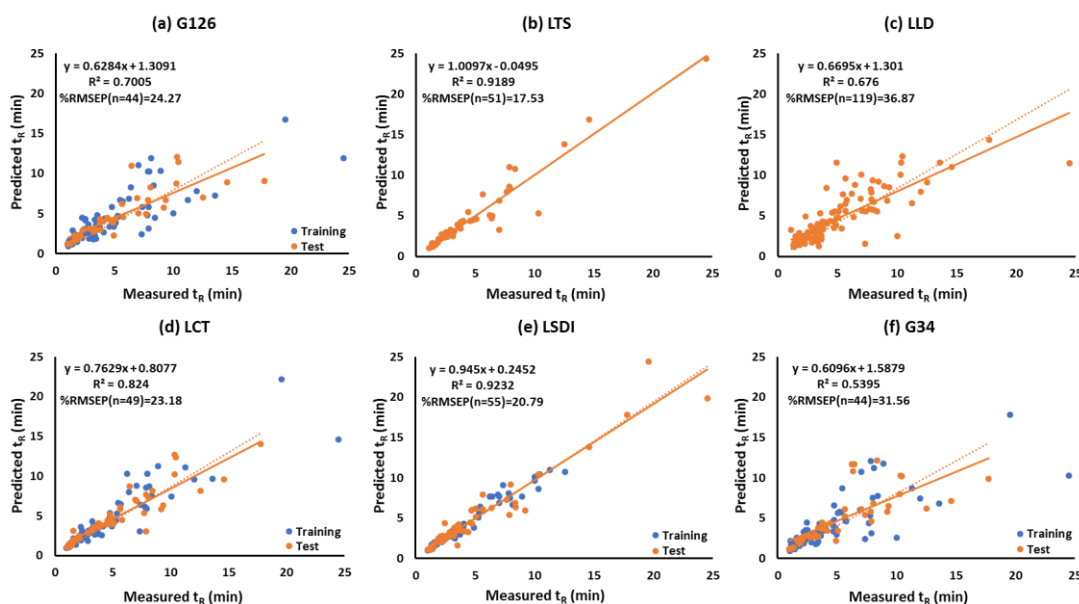 (a) G126
y = 0.6284x + 1.3091
R² = 0.7005
%RMSEP(n=44)=24.27
Predicted tR (min)
25
20
15
10
5
0
0 5 10 15 20 25
Measured tR (min)
Training
Test
(b) LTS
y = 1.0097x - 0.0495
R² = 0.9189
%RMSEP(n=51)=17.53
Predicted tR (min)
25
20
15
10
5
0
0 5 10 15 20 25
Measured tR (min)
(c) LLD
y = 0.6695x + 1.301
R² = 0.676
%RMSEP(n=119)=36.87
Predicted tR (min)
25
20
15
10
5
0
0 5 10 15 20 25
Measured tR (min)
(d) LCT
y = 0.7629x + 0.8077
R² = 0.824
%RMSEP(n=49)=23.18
Predicted tR (min)
25
20
15
10
5
0
0 5 10 15 20 25
Measured tR (min)
Training
Test
(e) LSDI
y = 0.945x + 0.2452
R² = 0.9232
%RMSEP(n=55)=20.79
Predicted tR (min)
25
20
15
10
5
0
0 5 10 15 20 25
Measured tR (min)
Training
Test
(f) G34
y = 0.6096x + 1.5879
R² = 0.5395
%RMSEP(n=44)=31.56
Predicted tR (min)
25
20
15
10
5
0
0 5 10 15 20 25
Measured tR (min)
Training
Test